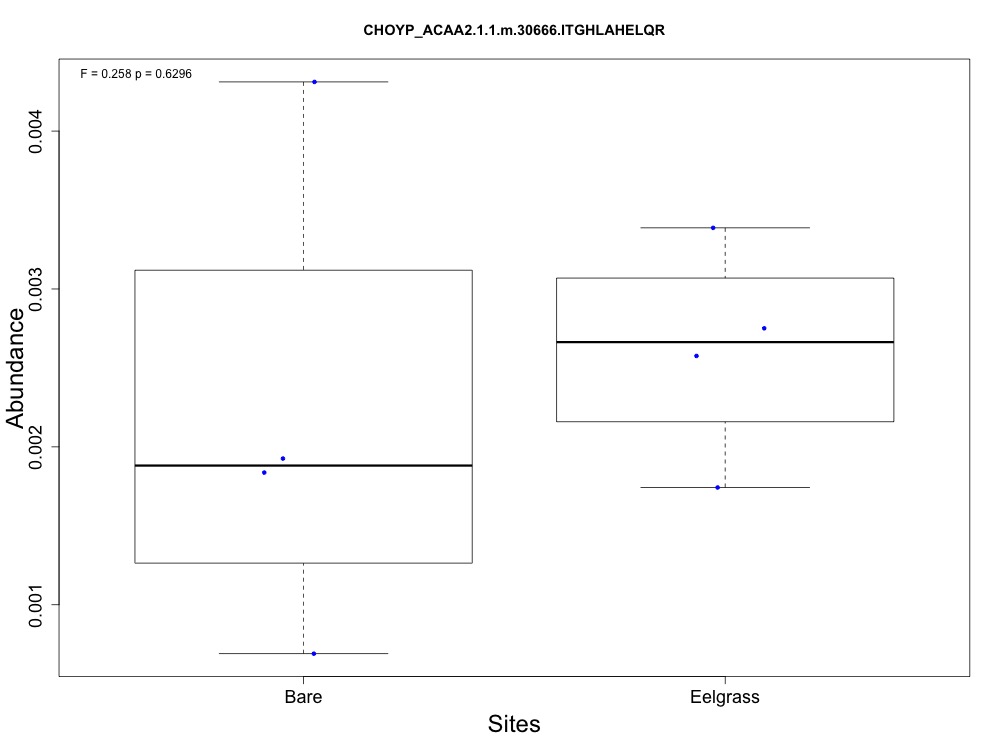 CHOYP_ACAA2.1.1.m.30666.ITGHLAHELQR
F = 0.258 p = 0.6296
0.004
0.003
0.002
0.001
Abundance
Bare
Eelgrass
Sites